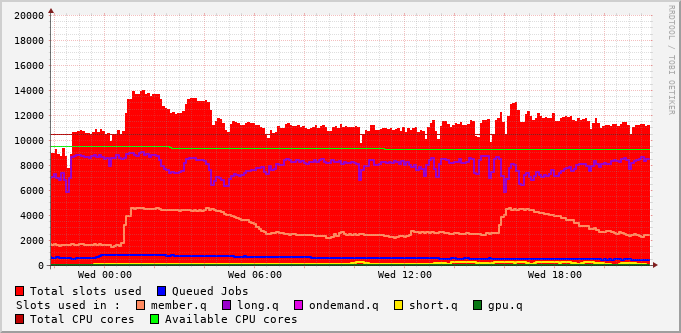 RRDTOOL / TOBI OETIKER
20000
18000
16000
14000
12000
10000
8000
6000
4000
2000
0
Wed 00:00 Wed 06:00 Wed 12:00 Wed 18:00
Total slots used Queued Jobs
Slots used in : member.q long.q ondemand.q short.q gpu.q
Total CPU cores Available CPU cores